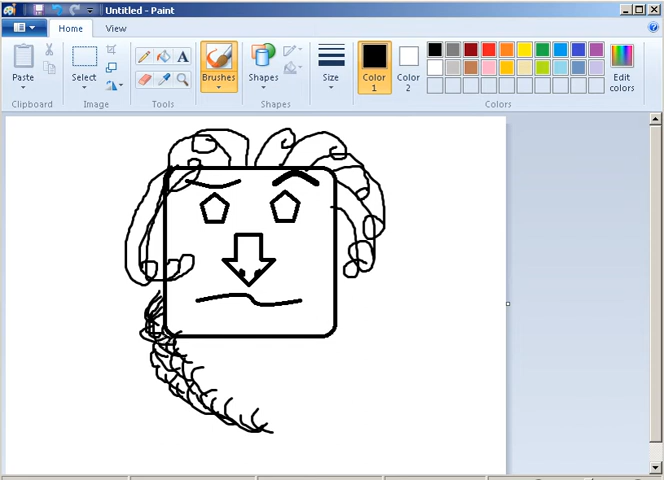 Untitled - Paint
Home View
Paste Select Brushes Shapes Size Color 1 Color 2 Edit colors
Clipboard Image Tools Shapes Colors